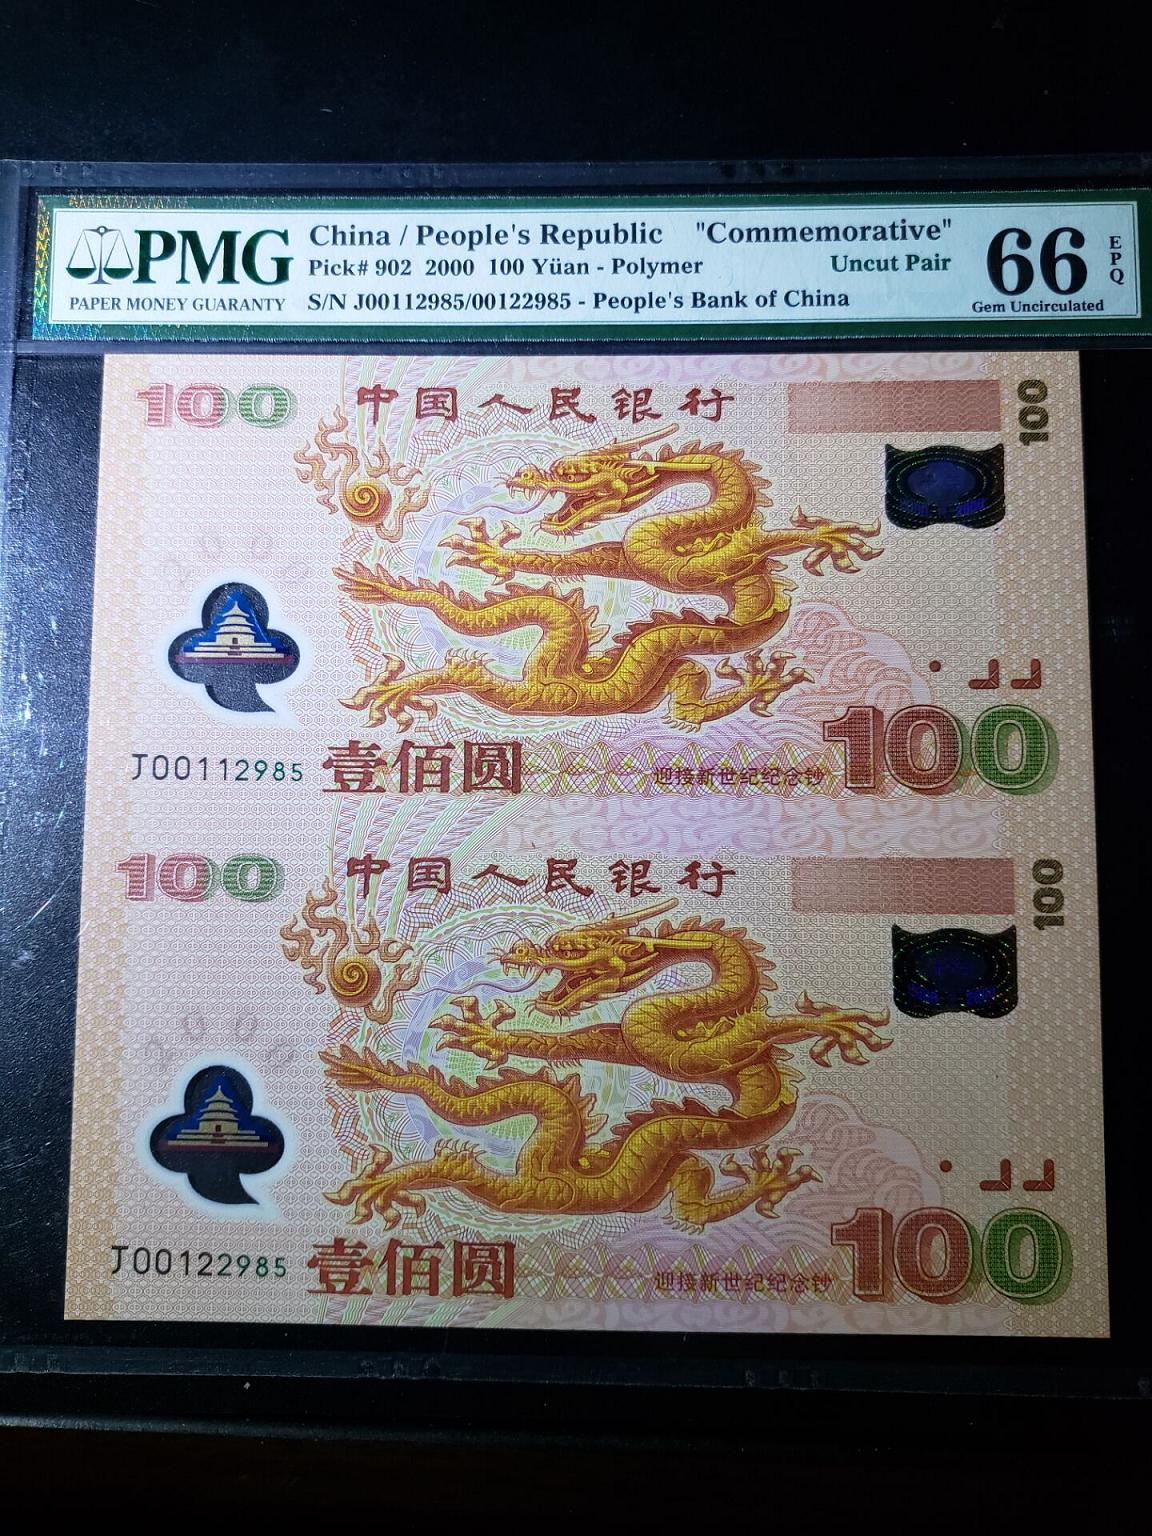 PMG
PAPER MONEY GUARANTY
China / People's Republic "Commemorative"
Pick# 902 2000 100 Yüan - Polymer Uncut Pair
S/N J00112985/00122985 - People's Bank of China
66 EPQ
Gem Uncirculated
100 中国人民银行 100
J00112985 壹佰圆 迎接新世纪纪念钞 100
100 中国人民银行 100
J00122985 壹佰圆 迎接新世纪纪念钞 100